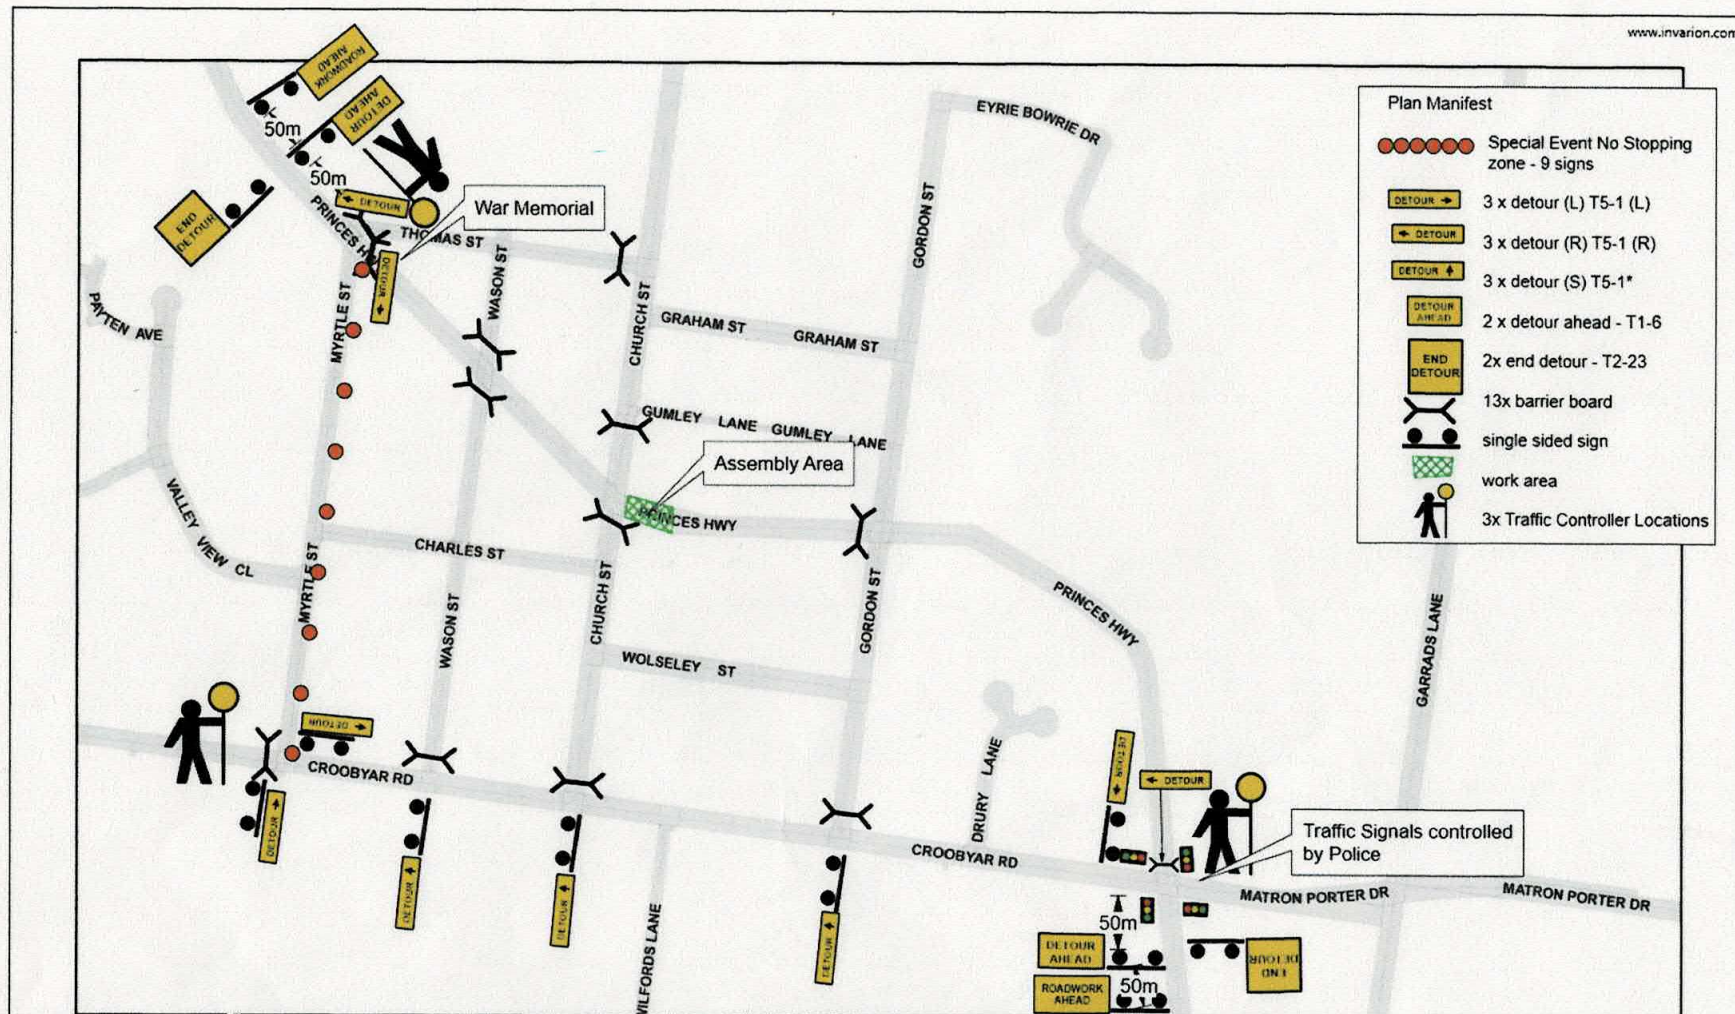 www.invarion.com
Plan Manifest
Special Event No Stopping
zone - 9 signs
DETOUR
3 x detour (L) T5-1 (L)
DETOUR
3 x detour (R) T5-1 (R)
DETOUR
3 x detour (S) T5-1*
DETOUR
AHEAD
2 x detour ahead - T1-6
END
DETOUR
2x end detour - T2-23
13x barrier board
single sided sign
work area
3x Traffic Controller Locations
ROADWORK
AHEAD
50m
DETOUR
AHEAD
50m
DETOUR
END
DETOUR
PRINCES HWY
THOMAS ST
War Memorial
DETOUR
EYRIE BOWRIE DR
GORDON ST
WASON ST
CHURCH ST
MYRTLE ST
PAYTEN AVE
GRAHAM ST
GRAHAM ST
GUMLEY LANE
GUMLEY LANE
Assembly Area
PRINCES HWY
VALLEY VIEW CL
CHARLES ST
MYRTLE ST
WASON ST
CHURCH ST
GORDON ST
WOLSELEY ST
PRINCES HWY
GARRADS LANE
DETOUR
CROOBYAR RD
DETOUR
DETOUR
DETOUR
DETOUR
DRURY LANE
CROOBYAR RD
DETOUR
DETOUR
Traffic Signals controlled
by Police
MATRON PORTER DR
MATRON PORTER DR
50m
DETOUR
AHEAD
50m
ROADWORK
AHEAD
END
DETOUR